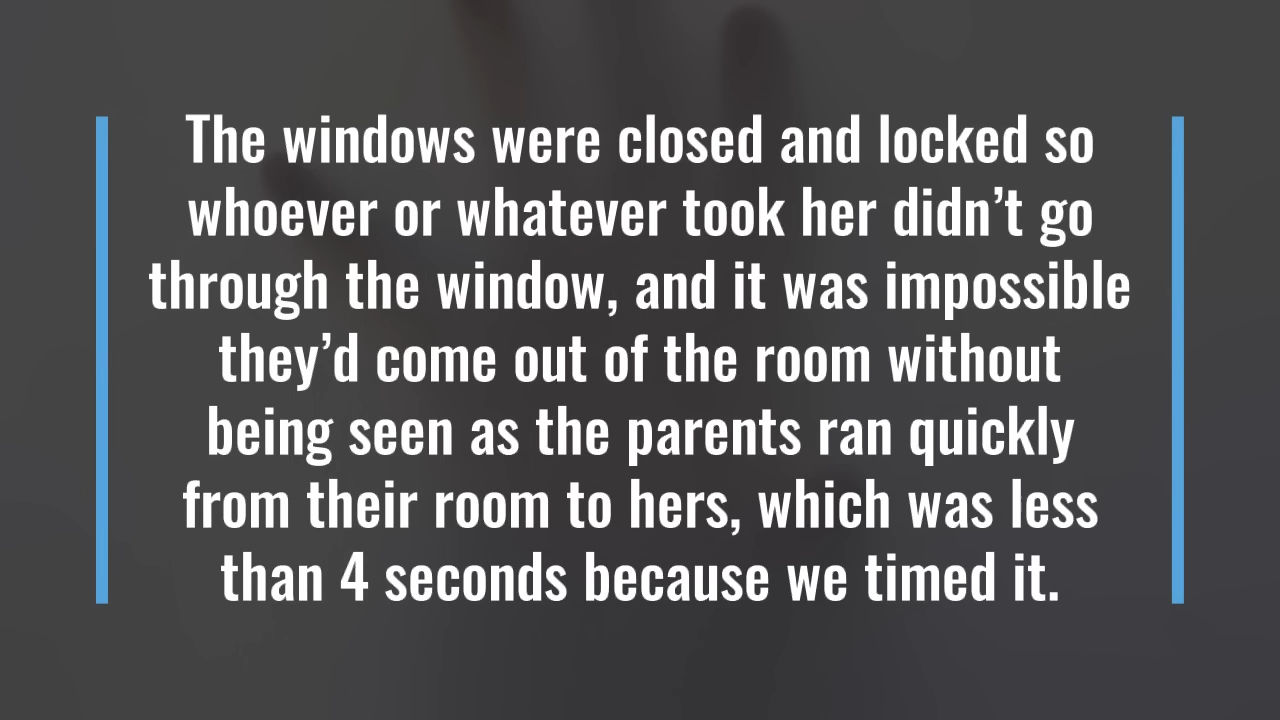 The windows were closed and locked so
whoever or whatever took her didn’t go
through the window, and it was impossible
they’d come out of the room without
being seen as the parents ran quickly
from their room to hers, which was less
than 4 seconds because we timed it.